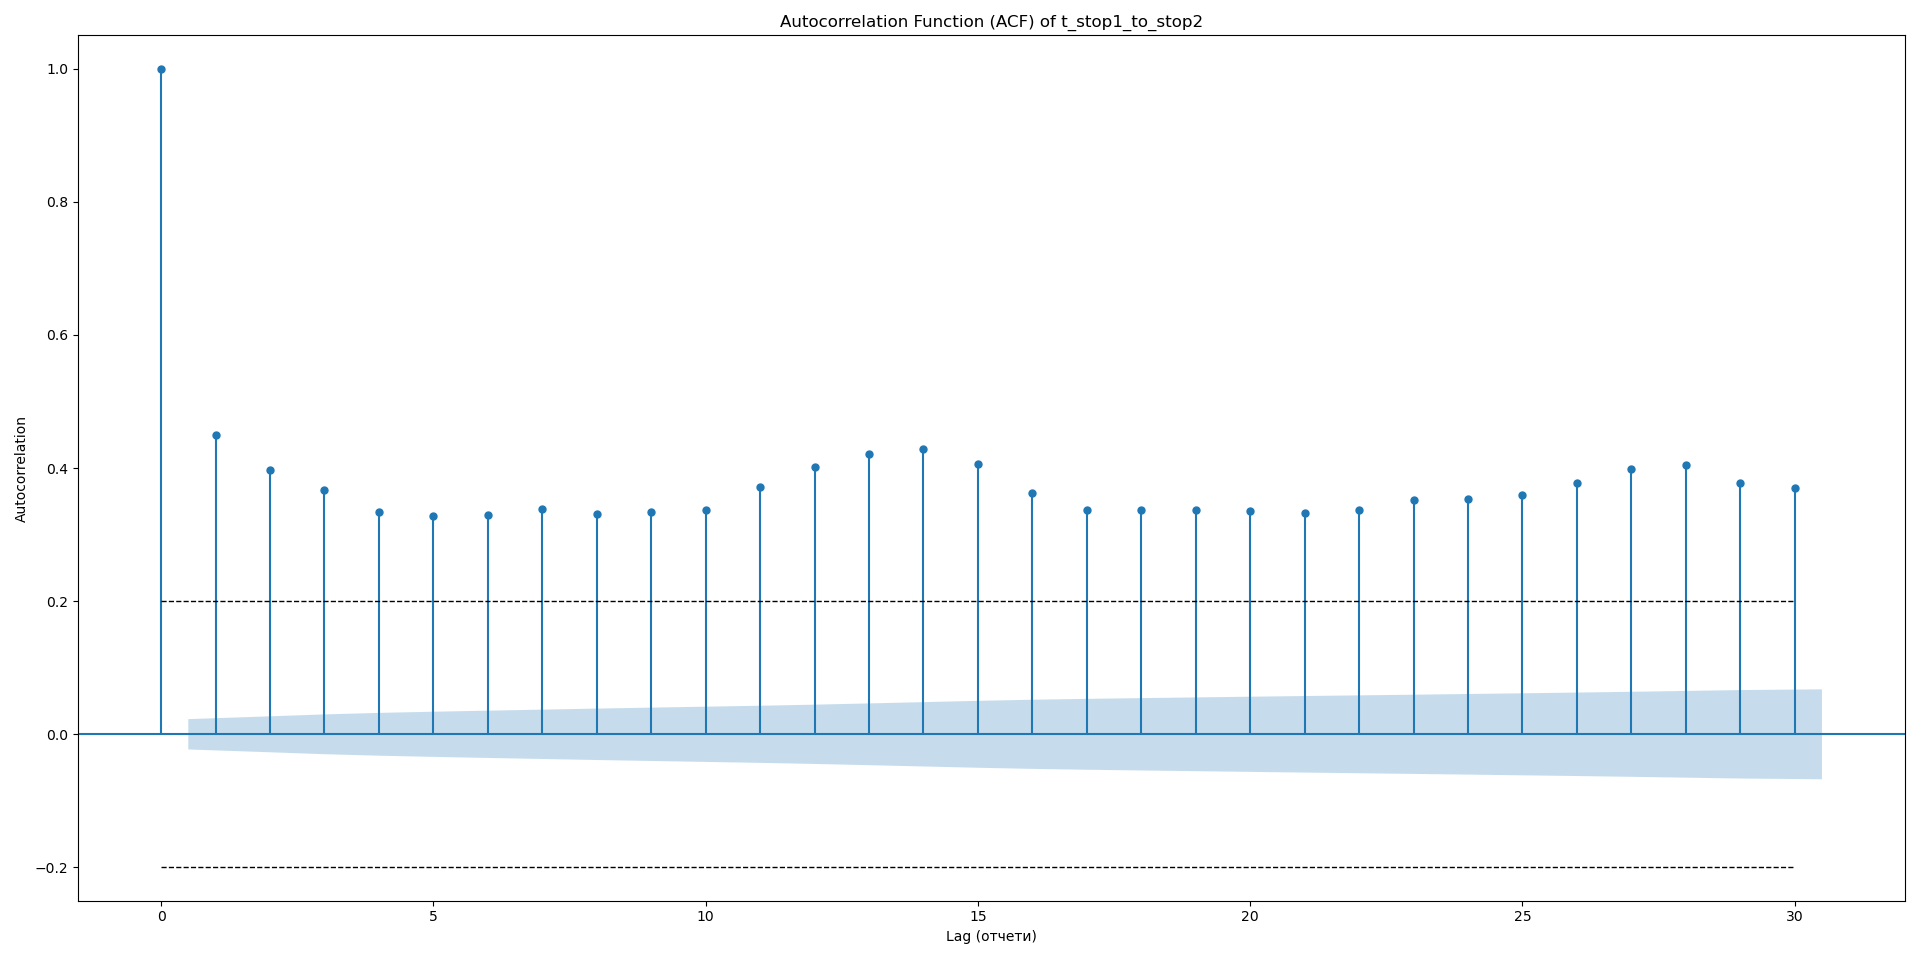 Autocorrelation Function (ACF) of t_stop1_to_stop2
1.0
0.8
0.6
0.4
0.2
0.0
−0.2
Autocorrelation
0 5 10 15 20 25 30
Lag (отчети)